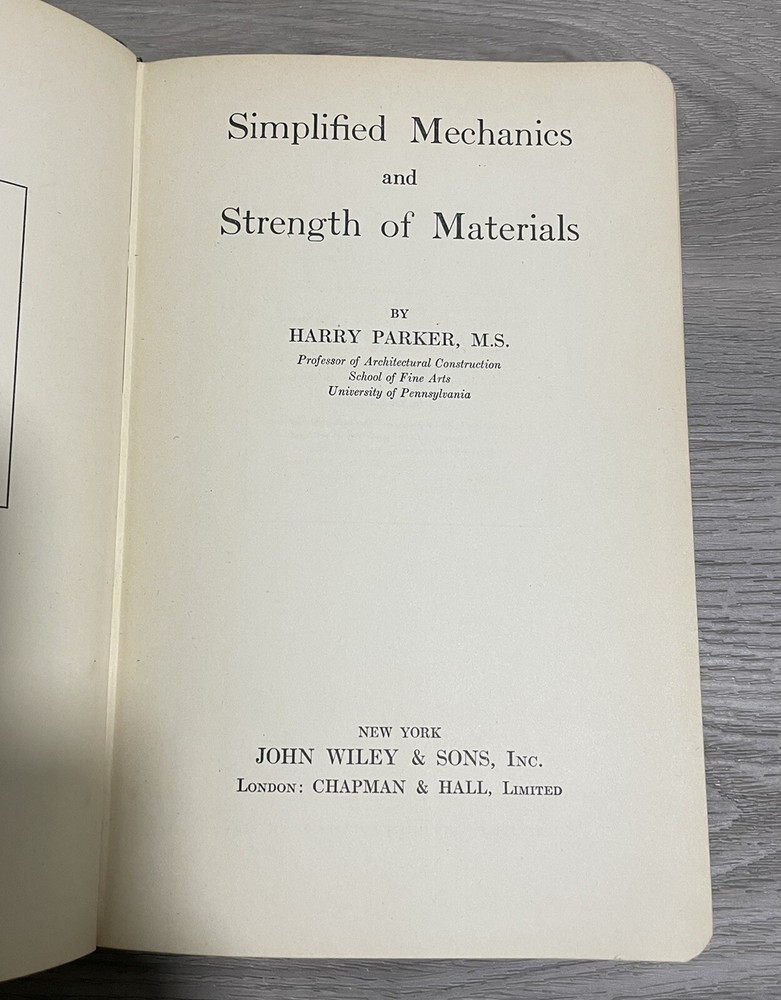 Simplified Mechanics
and
Strength of Materials
BY
HARRY PARKER, M.S.
Professor of Architectural Construction
School of Fine Arts
University of Pennsylvania
NEW YORK
JOHN WILEY & SONS, INC.
LONDON: CHAPMAN & HALL, LIMITED